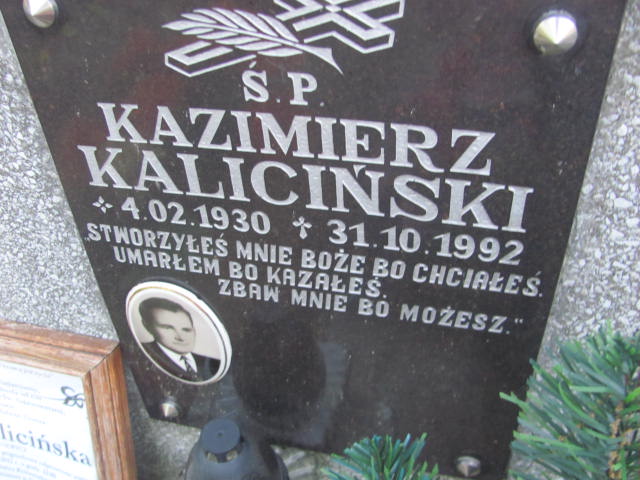 Ś.P.
KAZIMIERZ
KALICIŃSKI
4.02.1930 31.10.1992
„STWORZYŁEŚ MNIE BOŻE BO CHCIAŁEŚ.
UMARŁEM BO KAZAŁEŚ.
ZBAW MNIE BO MOŻESZ."
licińska